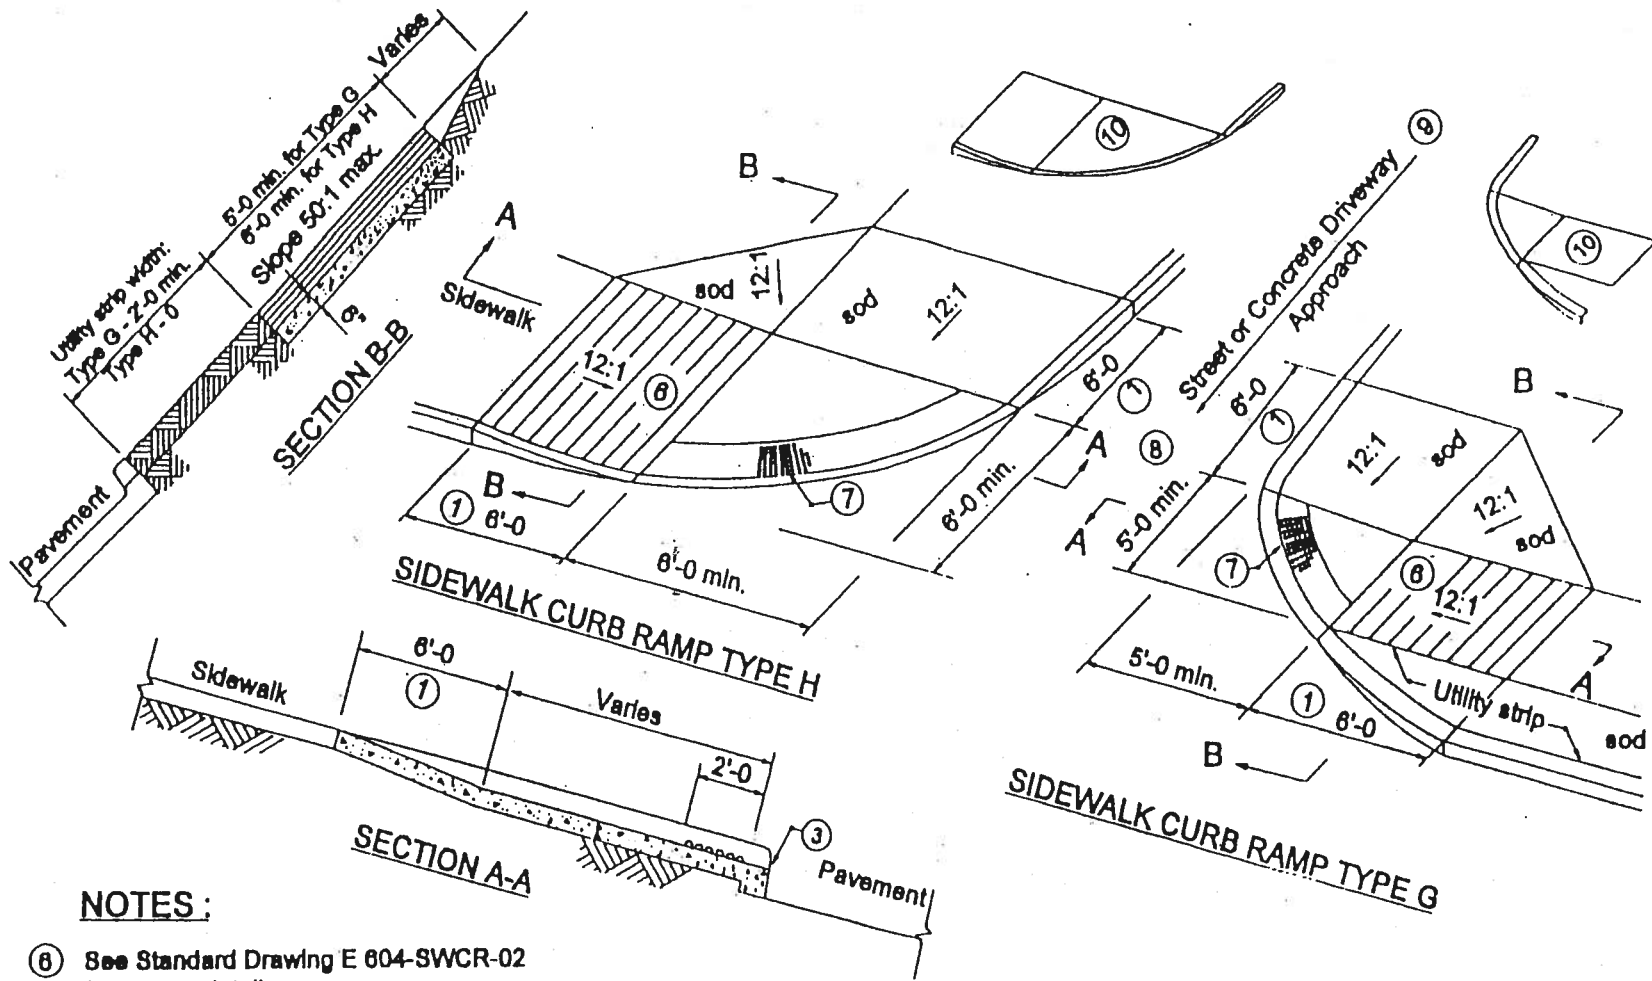 Varies
5'-0 min. for Type G
6'-0 min. for Type H
Slope 50:1 max.
Utility strip width:
Type G - 2'-0 min.
Type H - 0
6"
SECTION B-B
Pavement
A
Sidewalk
B
sod
12:1
sod
12:1
12:1
6
7
B
1 6'-0
6'-0 min.
6'-0
1
A
6'-0 min.
SIDEWALK CURB RAMP TYPE H
10
9
Street or Concrete Driveway
Approach
10
B
6'-0
1
8
5'-0 min.
A
12:1
sod
12:1
sod
7
6
12:1
5'-0 min.
1 6'-0
Utility strip
A
sod
B
SIDEWALK CURB RAMP TYPE G
Sidewalk
6'-0
1
Varies
2'-0
3
Pavement
SECTION A-A
NOTES :
6 See Standard Drawing E 604-SWCR-02